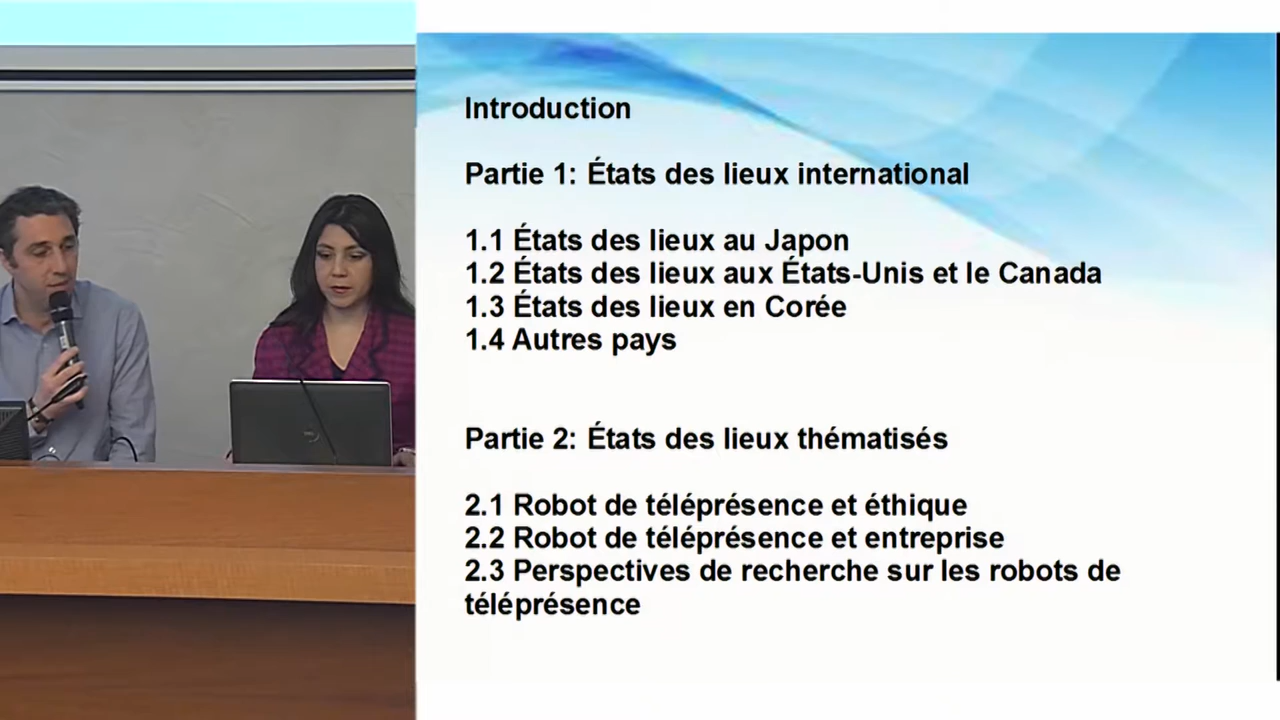 Introduction
Partie 1: États des lieux international
1.1 États des lieux au Japon
1.2 États des lieux aux États-Unis et le Canada
1.3 États des lieux en Corée
1.4 Autres pays
Partie 2: États des lieux thématisés
2.1 Robot de téléprésence et éthique
2.2 Robot de téléprésence et entreprise
2.3 Perspectives de recherche sur les robots de
téléprésence